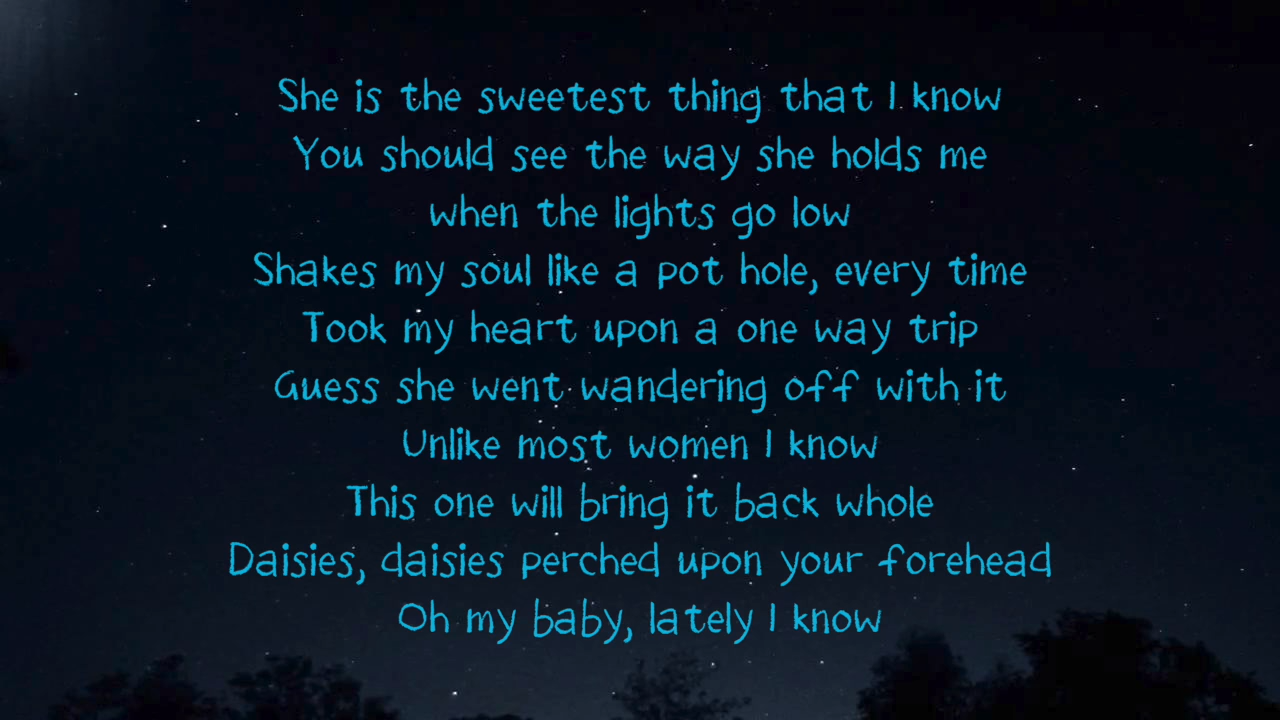 She is the sweetest thing that I know
You should see the way she holds me
when the lights go low
Shakes my soul like a pot hole, every time
Took my heart upon a one way trip
Guess she went wandering off with it
Unlike most women I know
This one will bring it back whole
Daisies, daisies perched upon your forehead
Oh my baby, lately I know